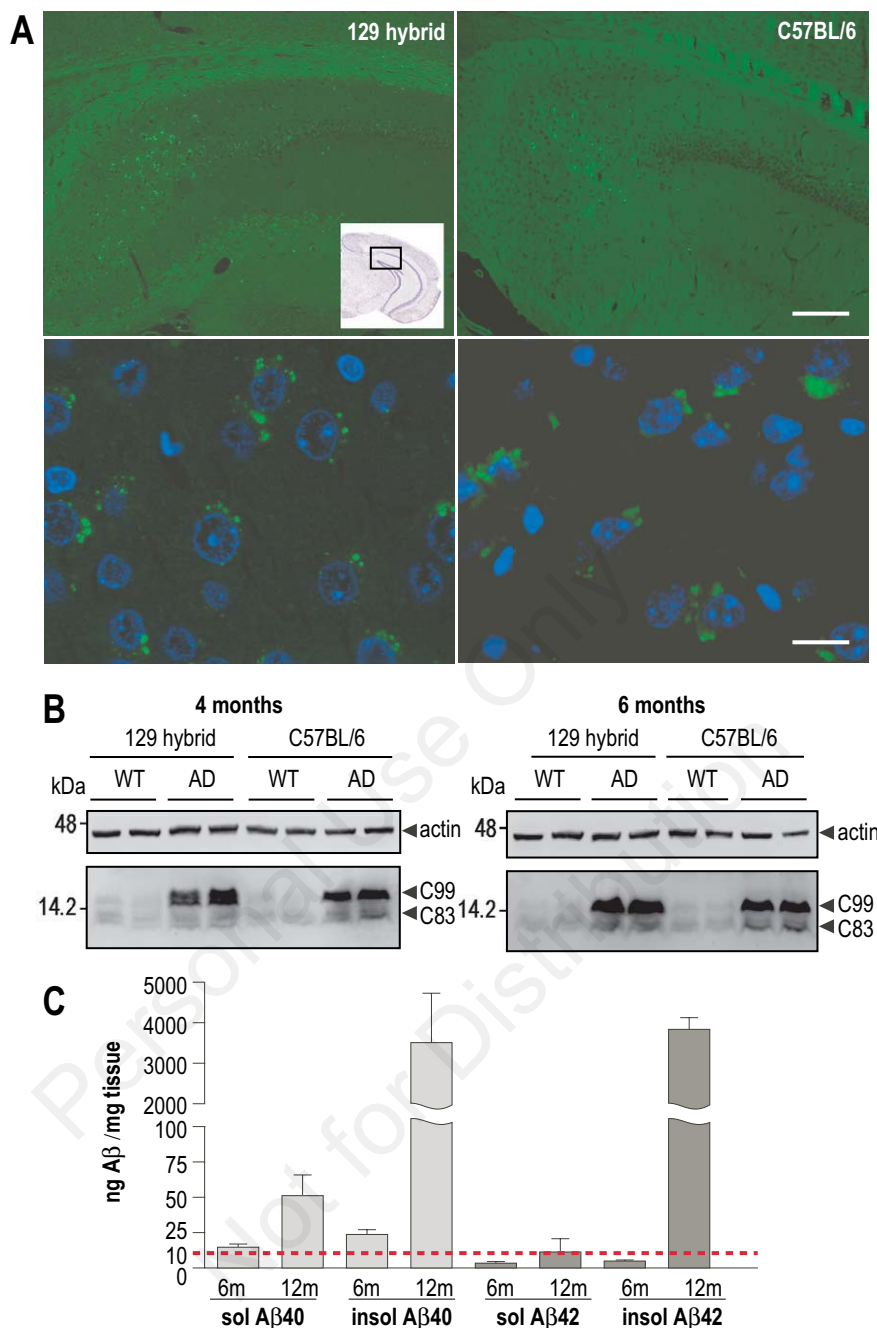 A
129 hybrid
C57BL/6
B
4 months
6 months
129 hybrid
C57BL/6
129 hybrid
C57BL/6
kDa
WT
AD
WT
AD
kDa
WT
AD
WT
AD
48
actin
48
actin
14.2
C99
C83
14.2
C99
C83
C
ng Aβ /mg tissue
5000
4000
3000
2000
100
75
50
25
10
0
6m 12m 6m 12m 6m 12m 6m 12m
sol Aβ40 insol Aβ40 sol Aβ42 insol Aβ42
Personal Use Only
Not for Distribution